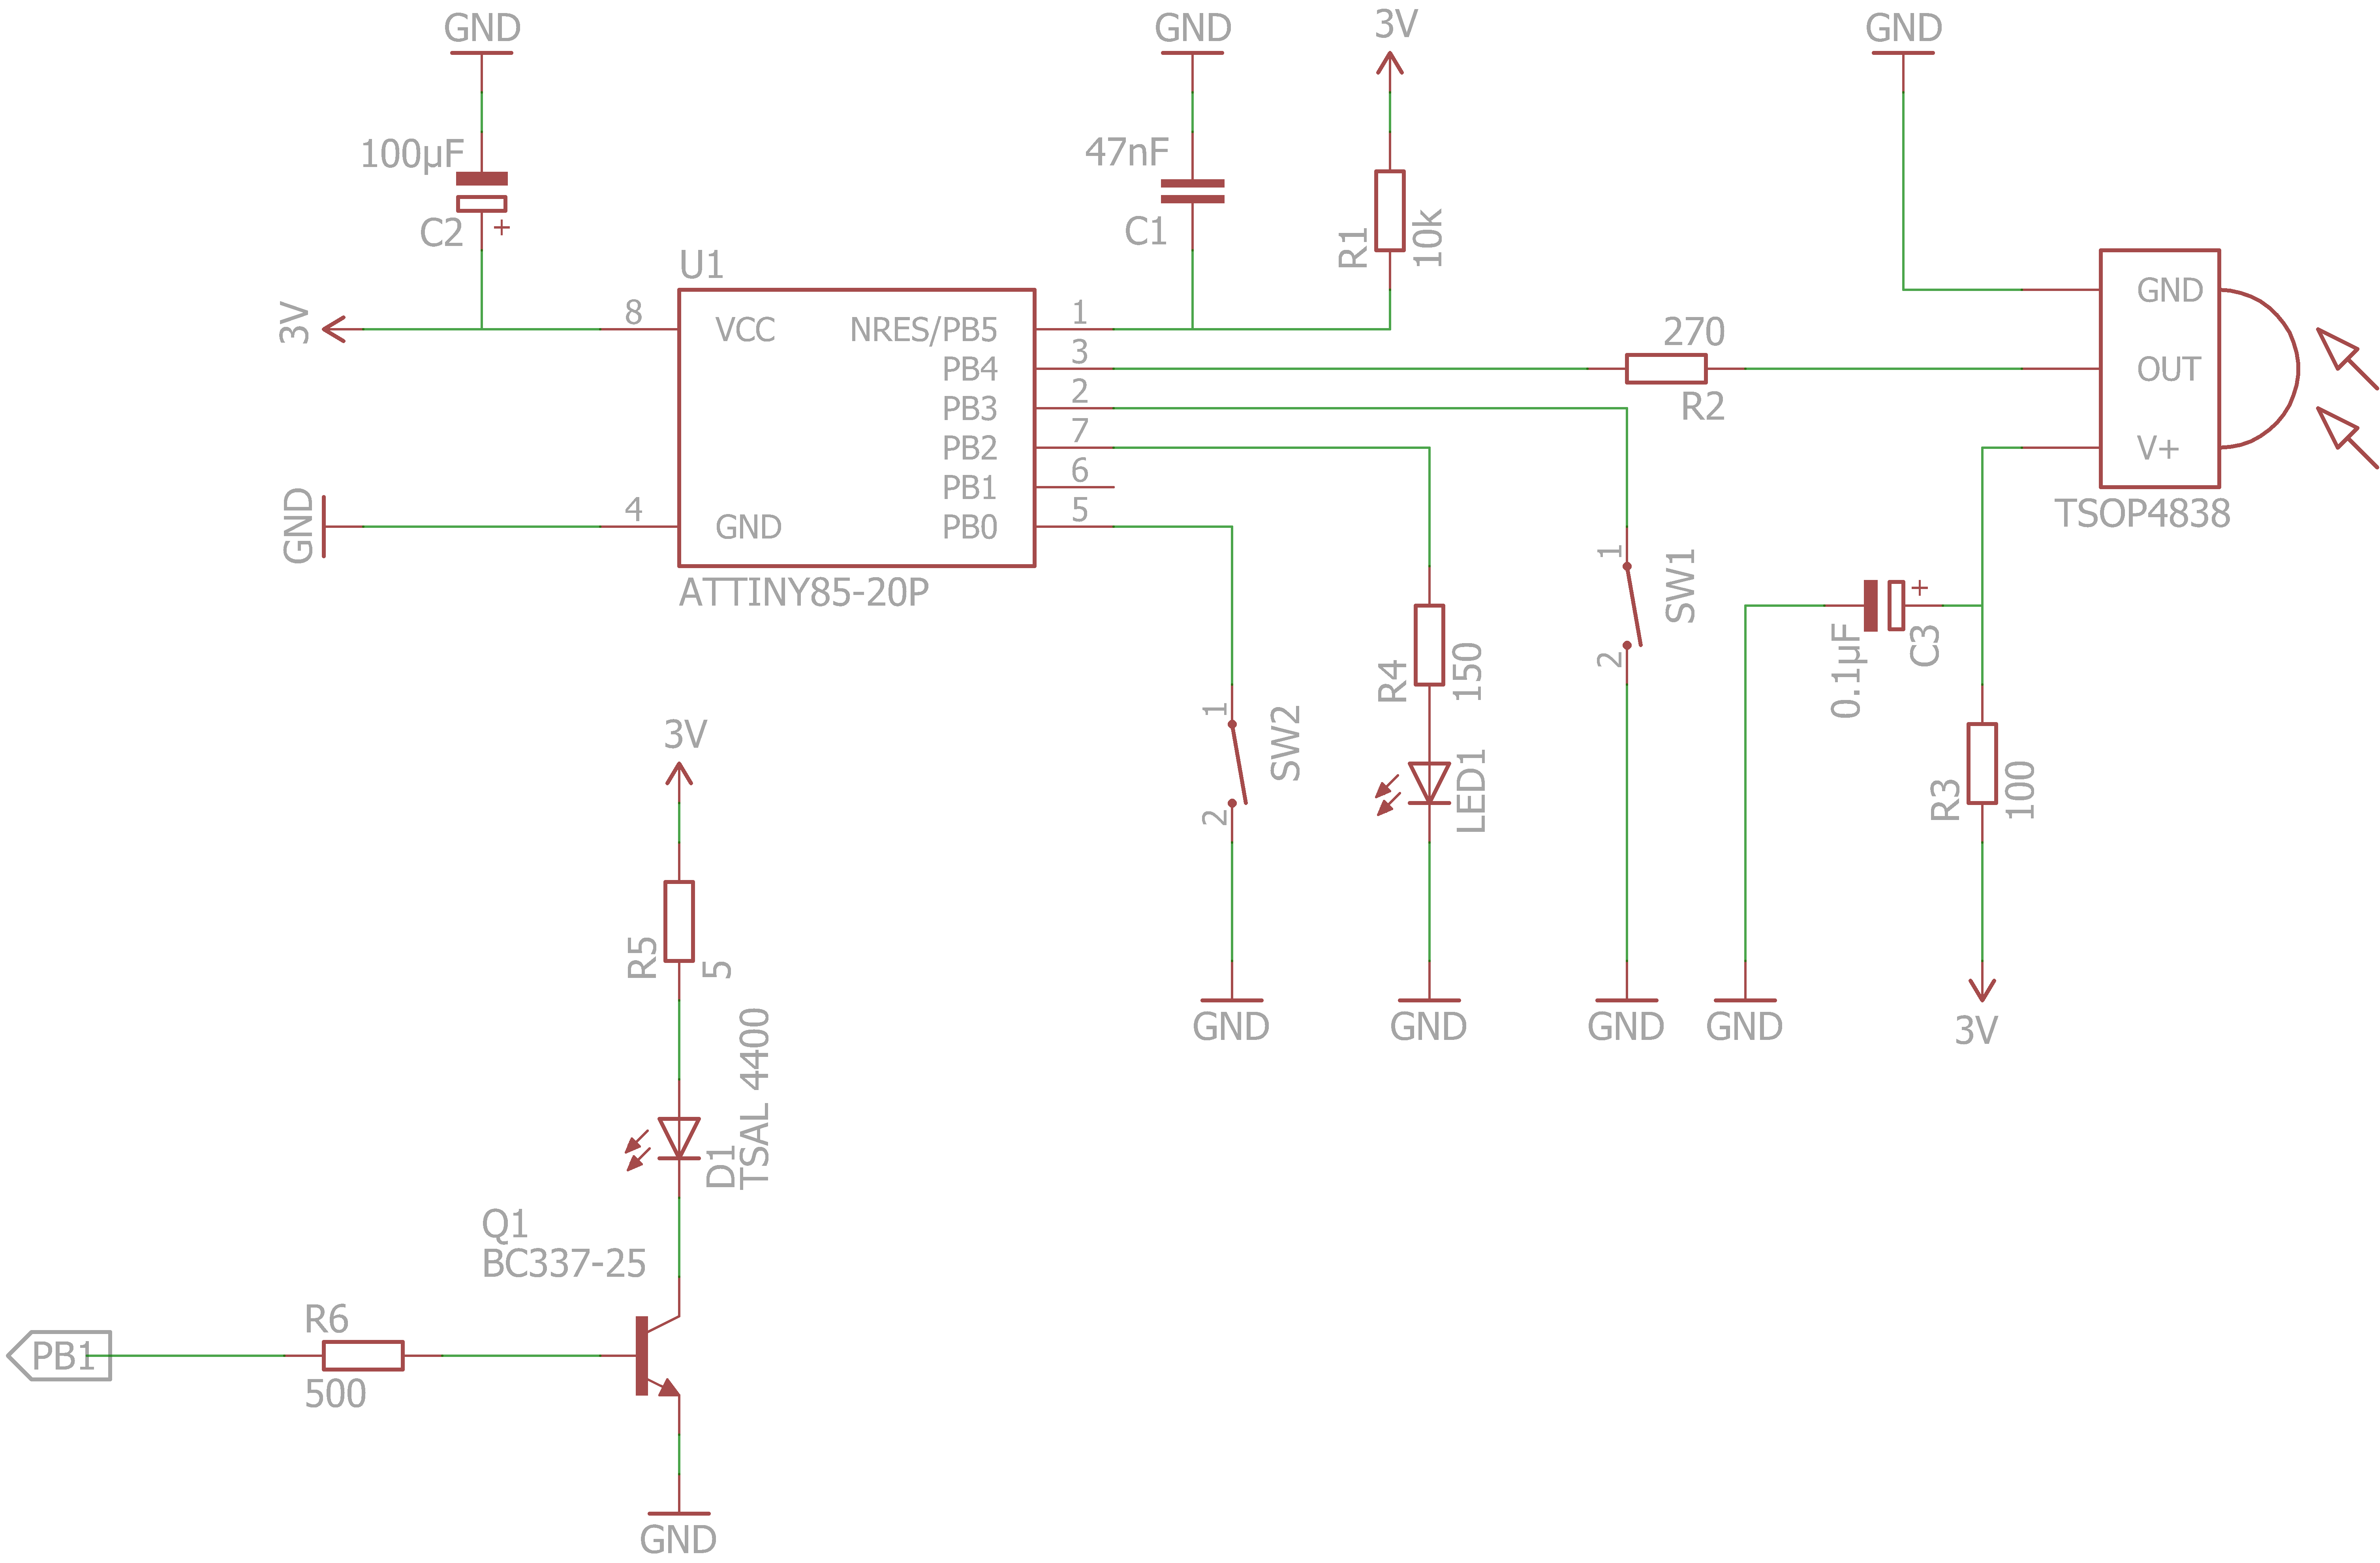 GND
GND
3V
GND
100µF
C2
+
47nF
C1
R1
10k
U1
3V
8
VCC
NRES/PB5
1
PB4
3
PB3
2
PB2
7
PB1
6
PB0
5
GND
4
GND
ATTINY85-20P
270
R2
GND
OUT
V+
TSOP4838
1
SW1
2
0.1µF
+
C3
R4
150
1
SW2
2
LED1
R3
100
GND
GND
GND
GND
3V
3V
R5
5
D1
TSAL 4400
Q1
BC337-25
R6
PB1
500
GND